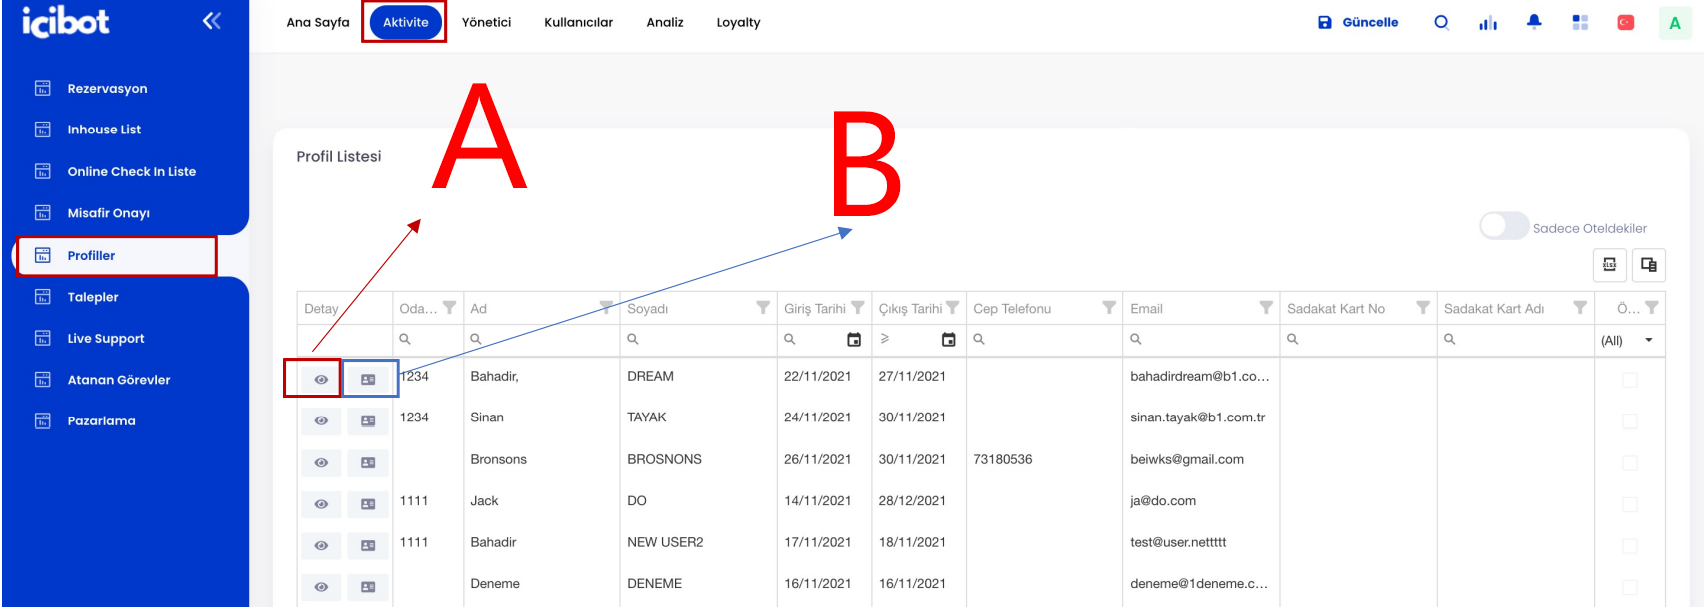 içibot
Ana Sayfa Aktivite Yönetici Kullanıcılar Analiz Loyalty
Güncelle
A
Rezervasyon
Inhouse List
Online Check In Liste
Misafir Onayı
Profiller
Talepler
Live Support
Atanan Görevler
Pazarlama
A
B
Profil Listesi
Sadece Oteldekiler
xlsx
Detay Oda... Ad Soyadı Giriş Tarihi Çıkış Tarihi Cep Telefonu Email Sadakat Kart No Sadakat Kart Adı Ö...
≥ (All)
1234 Bahadir, DREAM 22/11/2021 27/11/2021 bahadirdream@b1.co...
1234 Sinan TAYAK 24/11/2021 30/11/2021 sinan.tayak@b1.com.tr
Bronsons BROSNONS 26/11/2021 30/11/2021 73180536 beiwks@gmail.com
1111 Jack DO 14/11/2021 28/12/2021 ja@do.com
1111 Bahadir NEW USER2 17/11/2021 18/11/2021 test@user.nettttt
Deneme DENEME 16/11/2021 16/11/2021 deneme@1deneme.c...